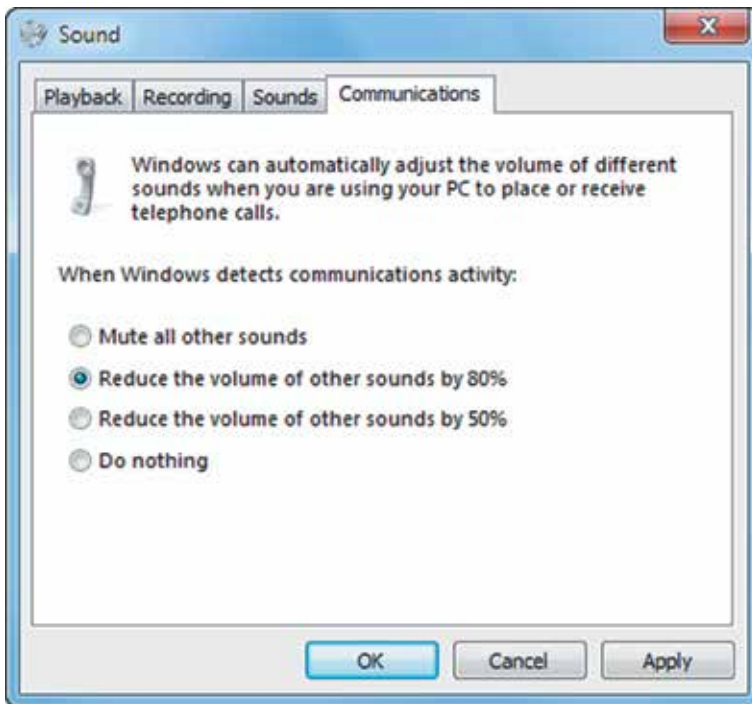 Sound
Playback Recording Sounds Communications
Windows can automatically adjust the volume of different
sounds when you are using your PC to place or receive
telephone calls.
When Windows detects communications activity:
Mute all other sounds
Reduce the volume of other sounds by 80%
Reduce the volume of other sounds by 50%
Do nothing
OK Cancel Apply